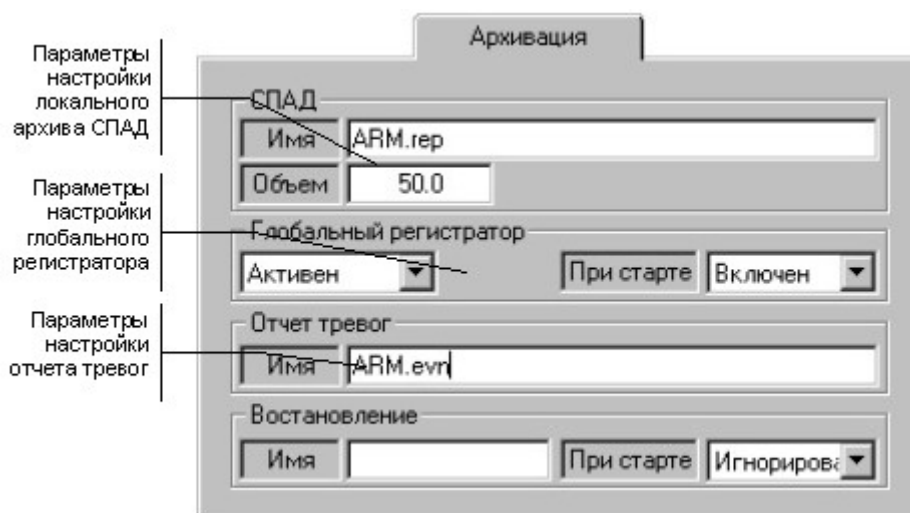 Архивация
Параметры
настройки
локального
архива СПАД
СПАД
Имя ARM.rep
Объем 50.0
Параметры
настройки
глобального
регистратора
Глобальный регистратор
Активен При старте Включен
Параметры
настройки
отчета тревог
Отчет тревог
Имя ARM.evn
Востановление
Имя При старте Игнорирова